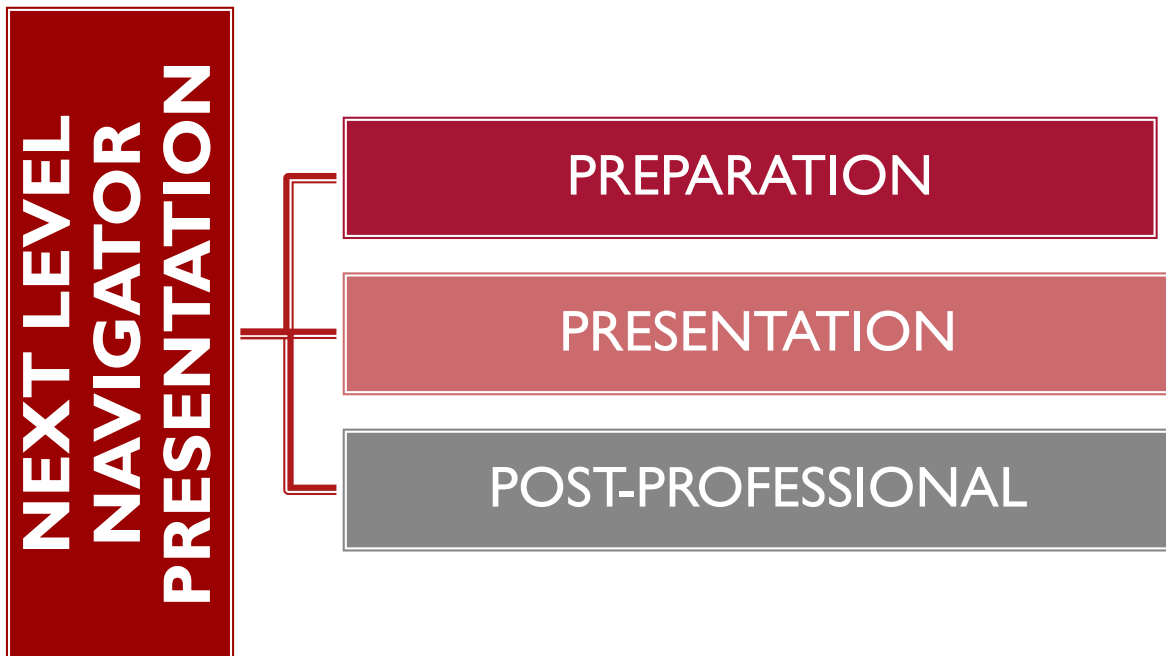 NEXT LEVEL
NAVIGATOR
PRESENTATION
PREPARATION
PRESENTATION
POST-PROFESSIONAL